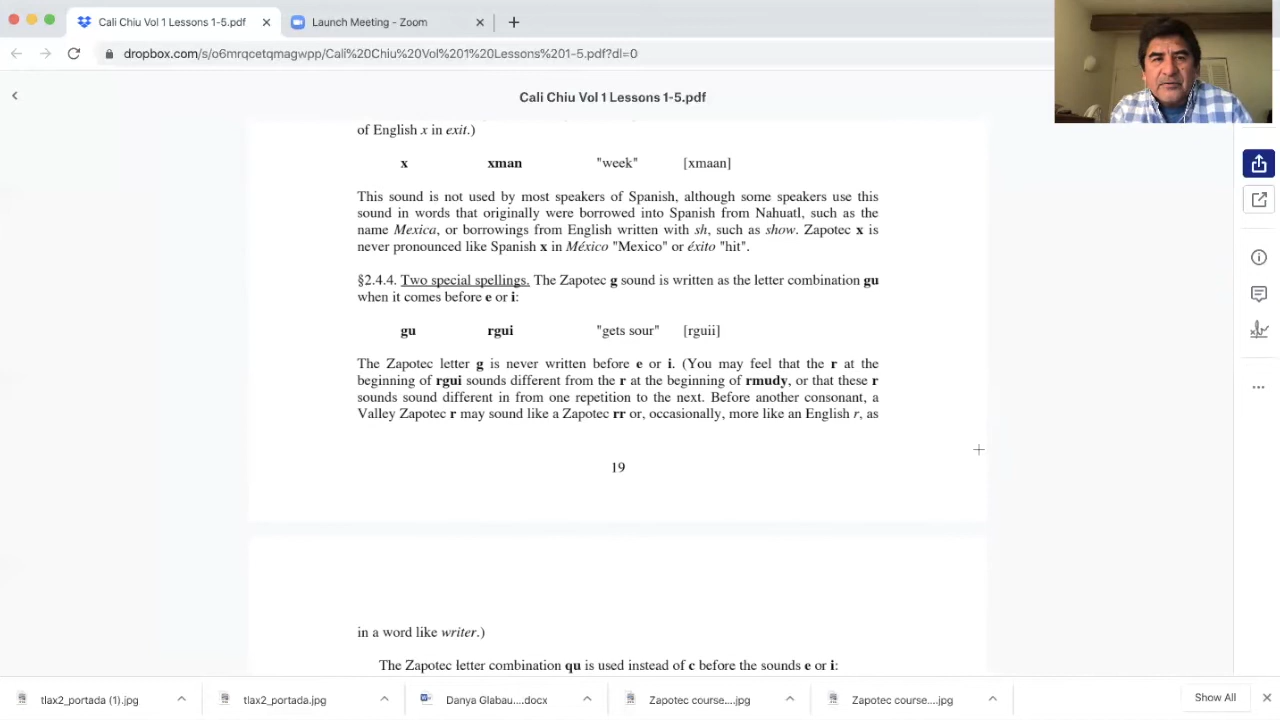 Cali Chiu Vol 1 Lessons 1-5.pdf
Launch Meeting - Zoom
dropbox.com/s/o6mrqcetqmagwpp/Cali%20Chiu%20Vol%201%20Lessons%201-5.pdf?dl=0
Cali Chiu Vol 1 Lessons 1-5.pdf
of English x in exit.)
x xman "week" [xmaan]
This sound is not used by most speakers of Spanish, although some speakers use this
sound in words that originally were borrowed into Spanish from Nahuatl, such as the
name Mexica, or borrowings from English written with sh, such as show. Zapotec x is
never pronounced like Spanish x in México "Mexico" or éxito "hit".
§2.4.4. Two special spellings. The Zapotec g sound is written as the letter combination gu
when it comes before e or i:
gu rgui "gets sour" [rguii]
The Zapotec letter g is never written before e or i. (You may feel that the r at the
beginning of rgui sounds different from the r at the beginning of rmudy, or that these r
sounds sound different in from one repetition to the next. Before another consonant, a
Valley Zapotec r may sound like a Zapotec rr or, occasionally, more like an English r, as
19
in a word like writer.)
The Zapotec letter combination qu is used instead of c before the sounds e or i:
tlax2_portada (1).jpg
tlax2_portada.jpg
Danya Glabau....docx
Zapotec course....jpg
Zapotec course....jpg
Show All